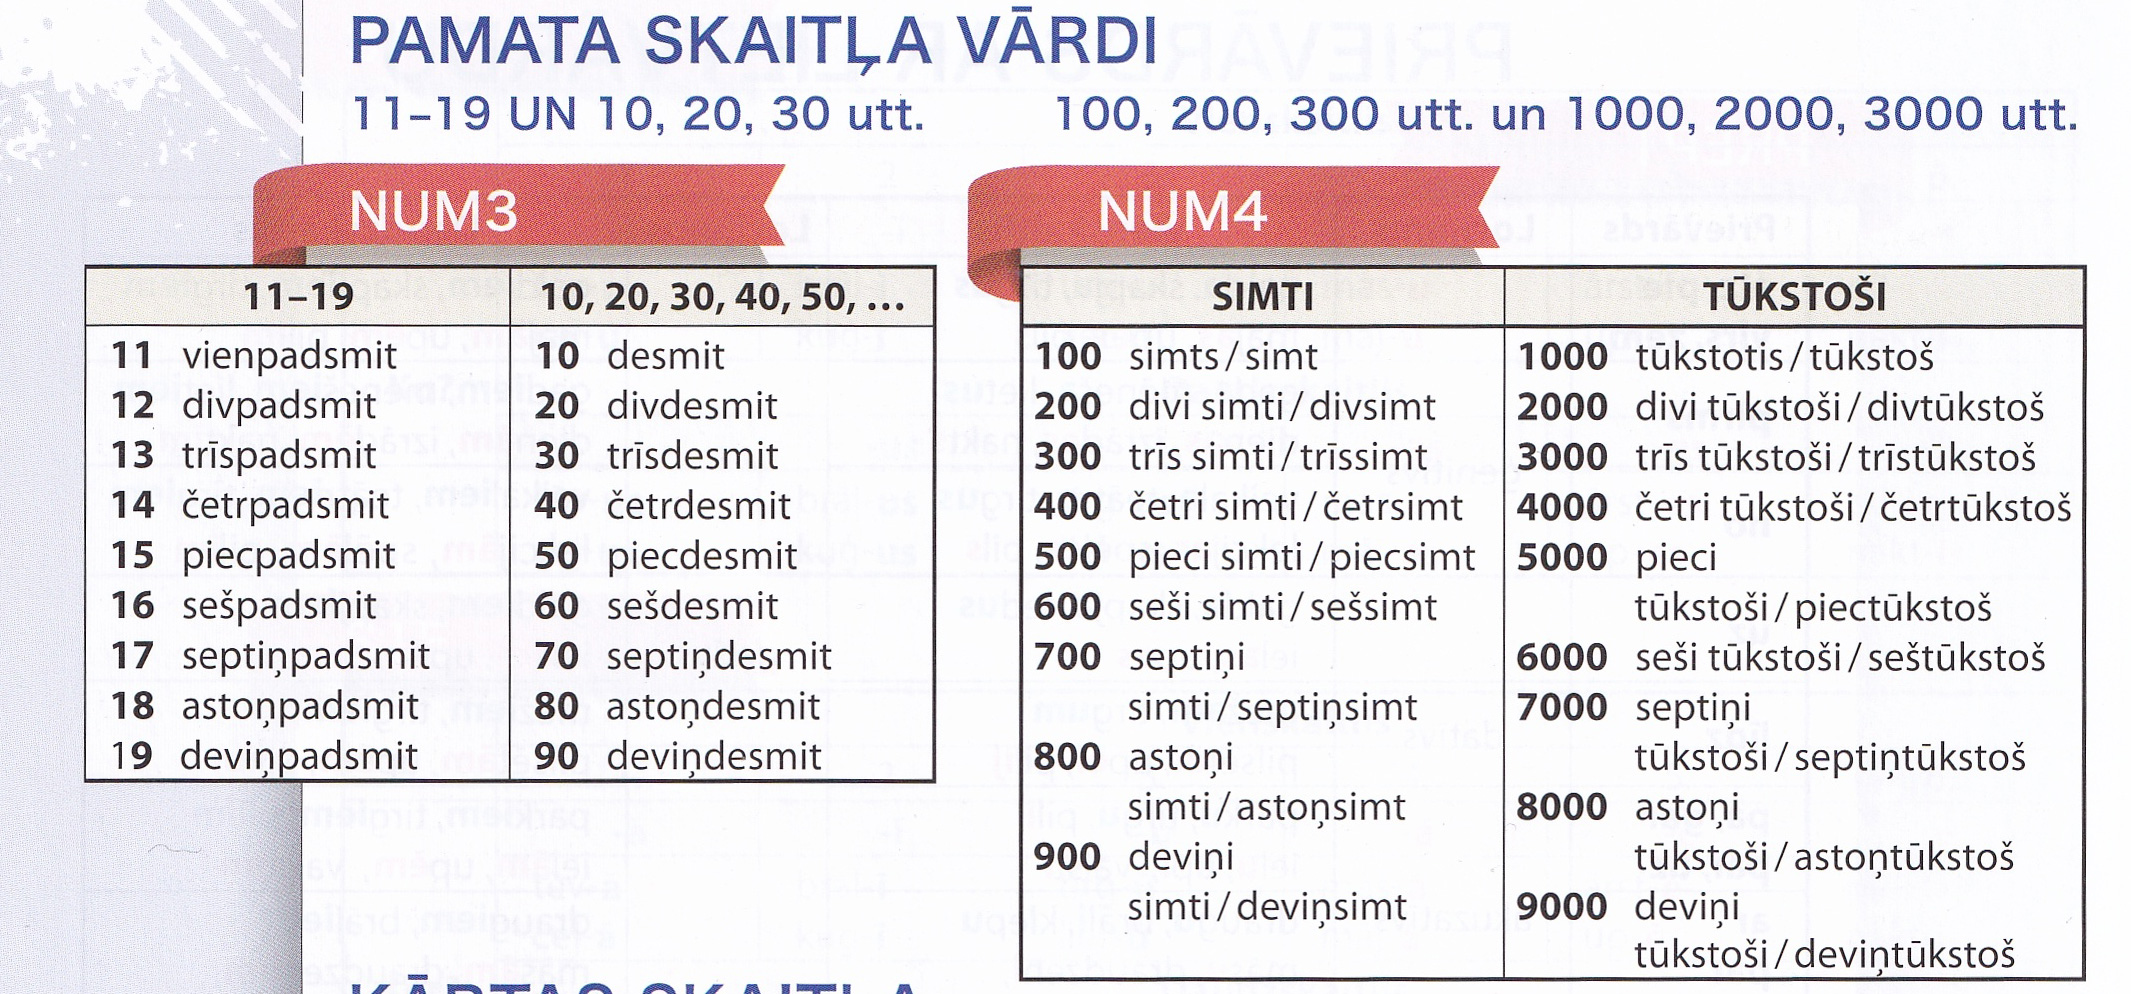 PAMATA SKAITĻA VĀRDI
11–19 UN 10, 20, 30 utt.
100, 200, 300 utt. un 1000, 2000, 3000 utt.
NUM3
11–19
10, 20, 30, 40, 50, ...
11 vienpadsmit
10 desmit
12 divpadsmit
20 divdesmit
13 trīspadsmit
30 trīsdesmit
14 četrpadsmit
40 četrdesmit
15 piecpadsmit
50 piecdesmit
16 sešpadsmit
60 sešdesmit
17 septiņpadsmit
70 septiņdesmit
18 astoņpadsmit
80 astoņdesmit
19 deviņpadsmit
90 deviņdesmit
NUM4
SIMTI
100 simts / simt
200 divi simti / divsimt
300 trīs simti / trīssimt
400 četri simti / četrsimt
500 pieci simti / piecsimt
600 seši simti / sešsimt
700 septiņi
simti / septiņsimt
800 astoņi
simti / astoņsimt
900 deviņi
simti / deviņsimt
TŪKSTOŠI
1000 tūkstotis / tūkstoš
2000 divi tūkstoši / divtūkstoš
3000 trīs tūkstoši / trīstūkstoš
4000 četri tūkstoši / četrtūkstoš
5000 pieci
tūkstoši / piectūkstoš
6000 seši tūkstoši / seštūkstoš
7000 septiņi
tūkstoši / septiņtūkstoš
8000 astoņi
tūkstoši / astoņtūkstoš
9000 deviņi
tūkstoši / deviņtūkstoš